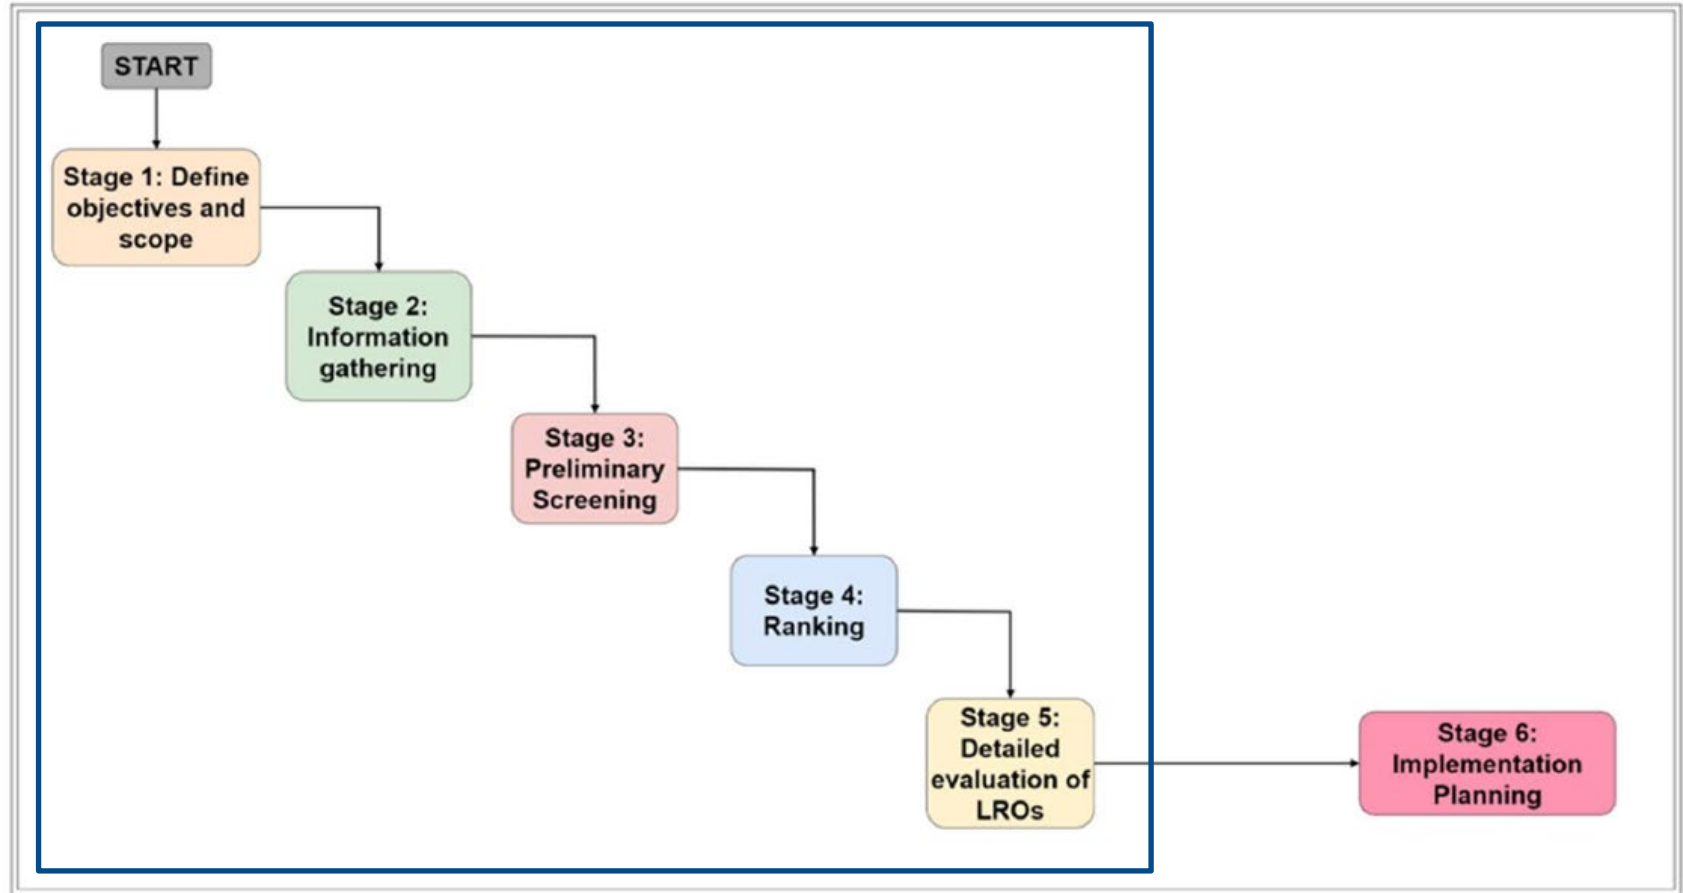 START
Stage 1: Define
objectives and
scope
Stage 2:
Information
gathering
Stage 3:
Preliminary
Screening
Stage 4:
Ranking
Stage 5:
Detailed
evaluation of
LROs
Stage 6:
Implementation
Planning